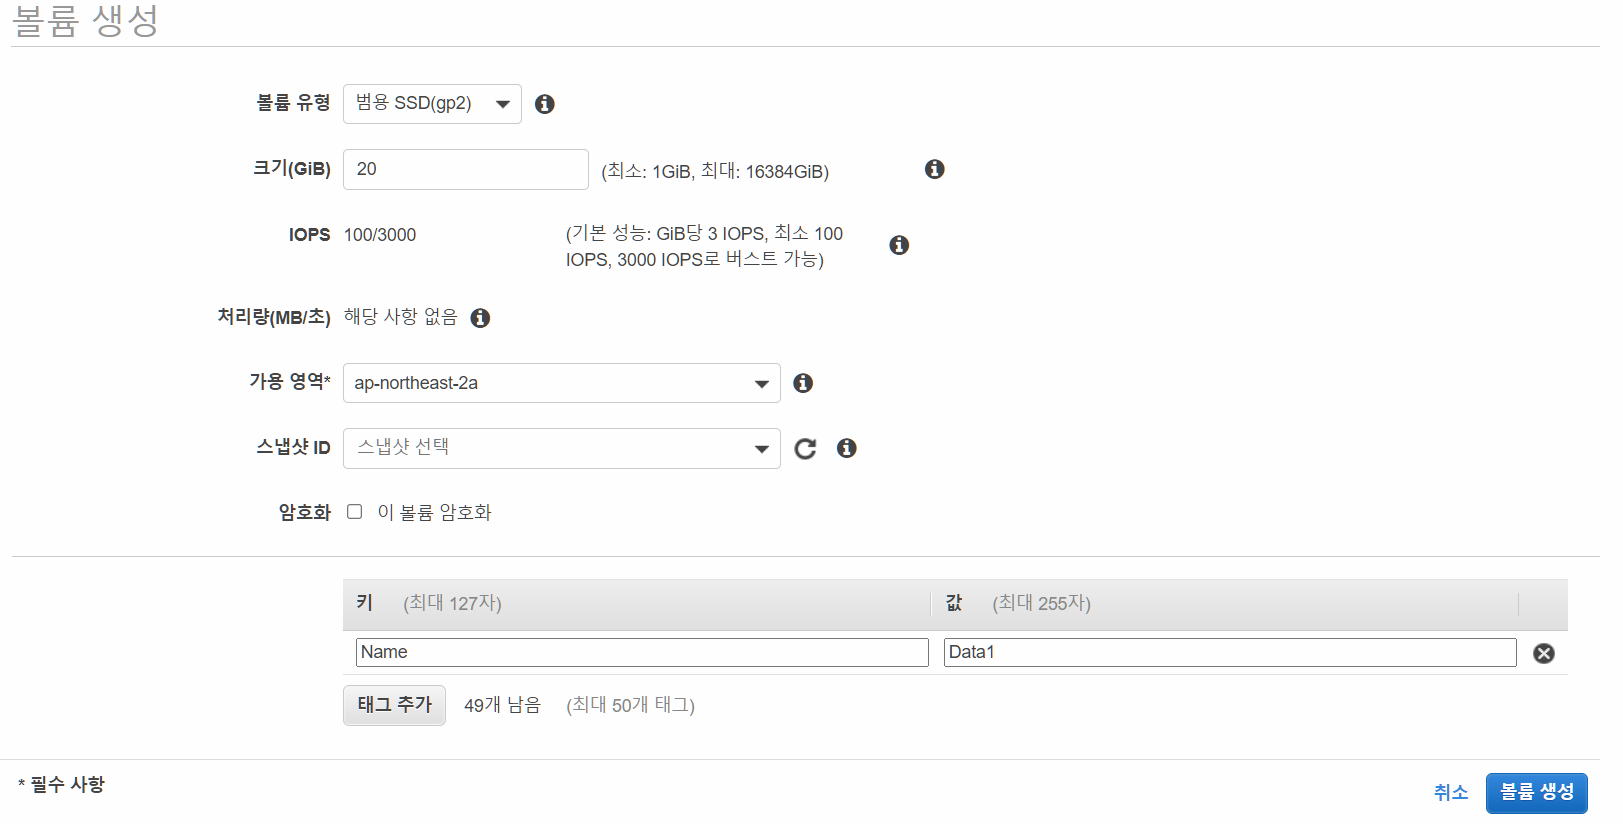 볼륨 생성
볼륨 유형 범용 SSD(gp2)
크기(GiB) 20 (최소: 1GiB, 최대: 16384GiB)
IOPS 100/3000 (기본 성능: GiB당 3 IOPS, 최소 100
IOPS, 3000 IOPS로 버스트 가능)
처리량(MB/초) 해당 사항 없음
가용 영역* ap-northeast-2a
스냅샷 ID 스냅샷 선택
암호화 이 볼륨 암호화
키 (최대 127자) 값 (최대 255자)
Name Data1
태그 추가 49개 남음 (최대 50개 태그)
* 필수 사항
취소 볼륨 생성